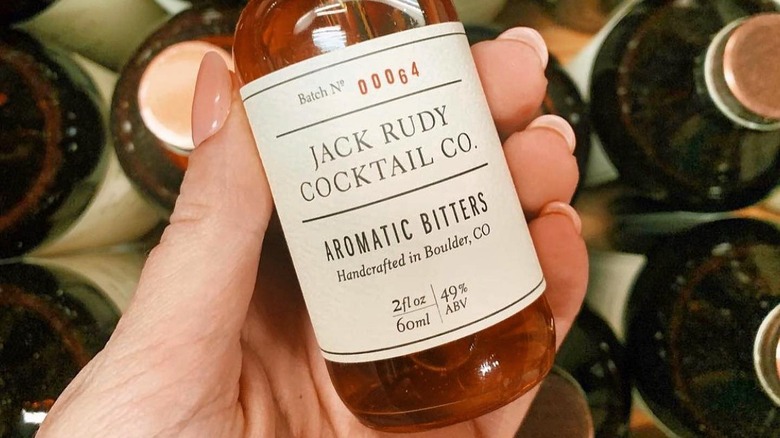 Batch Nº 00064
JACK RUDY
COCKTAIL CO.
AROMATIC BITTERS
Handcrafted in Boulder, CO
2 fl oz 49%
60ml ABV